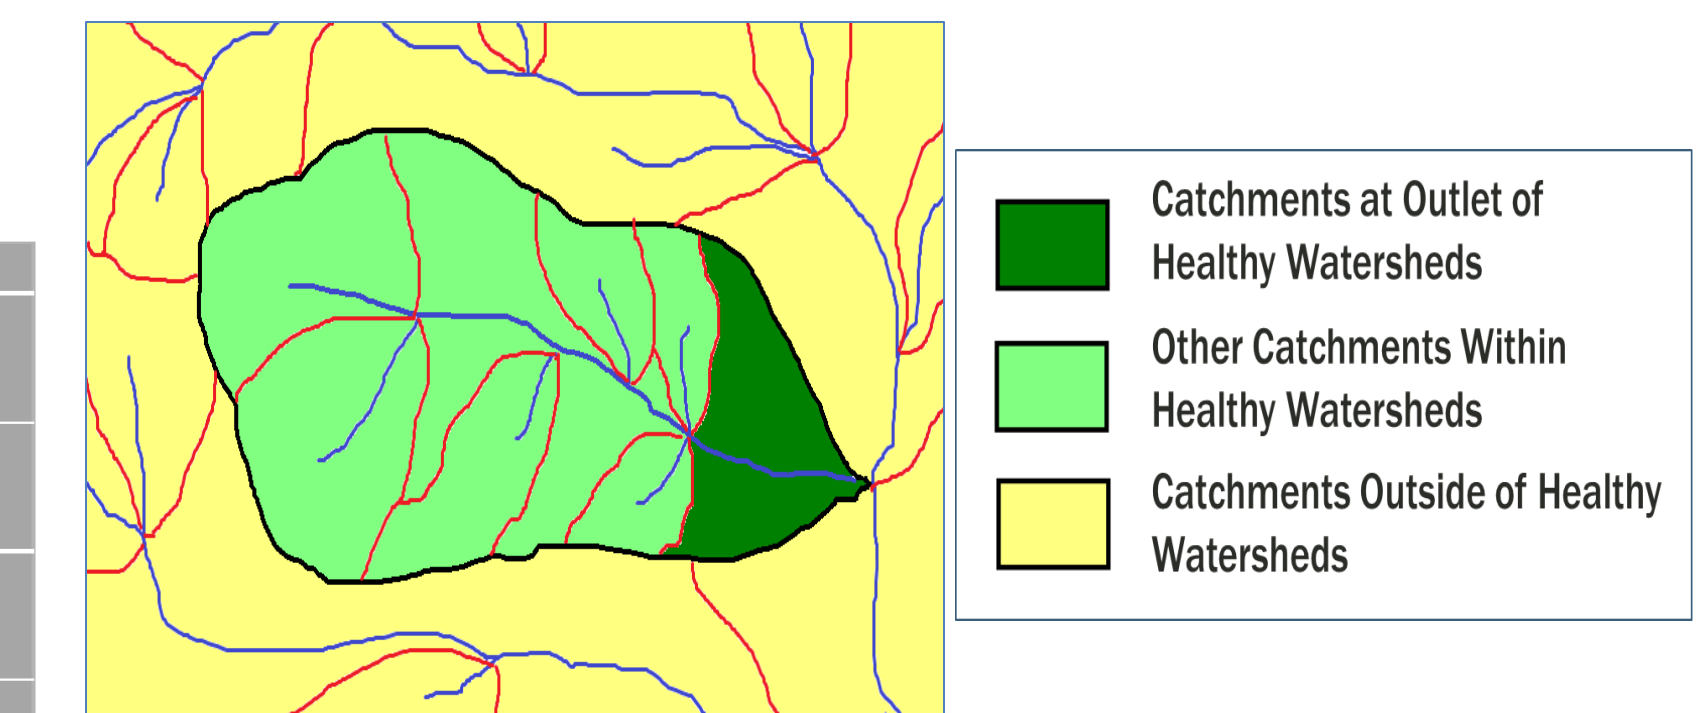 Catchments at Outlet of
Healthy Watersheds
Other Catchments Within
Healthy Watersheds
Catchments Outside of Healthy
Watersheds